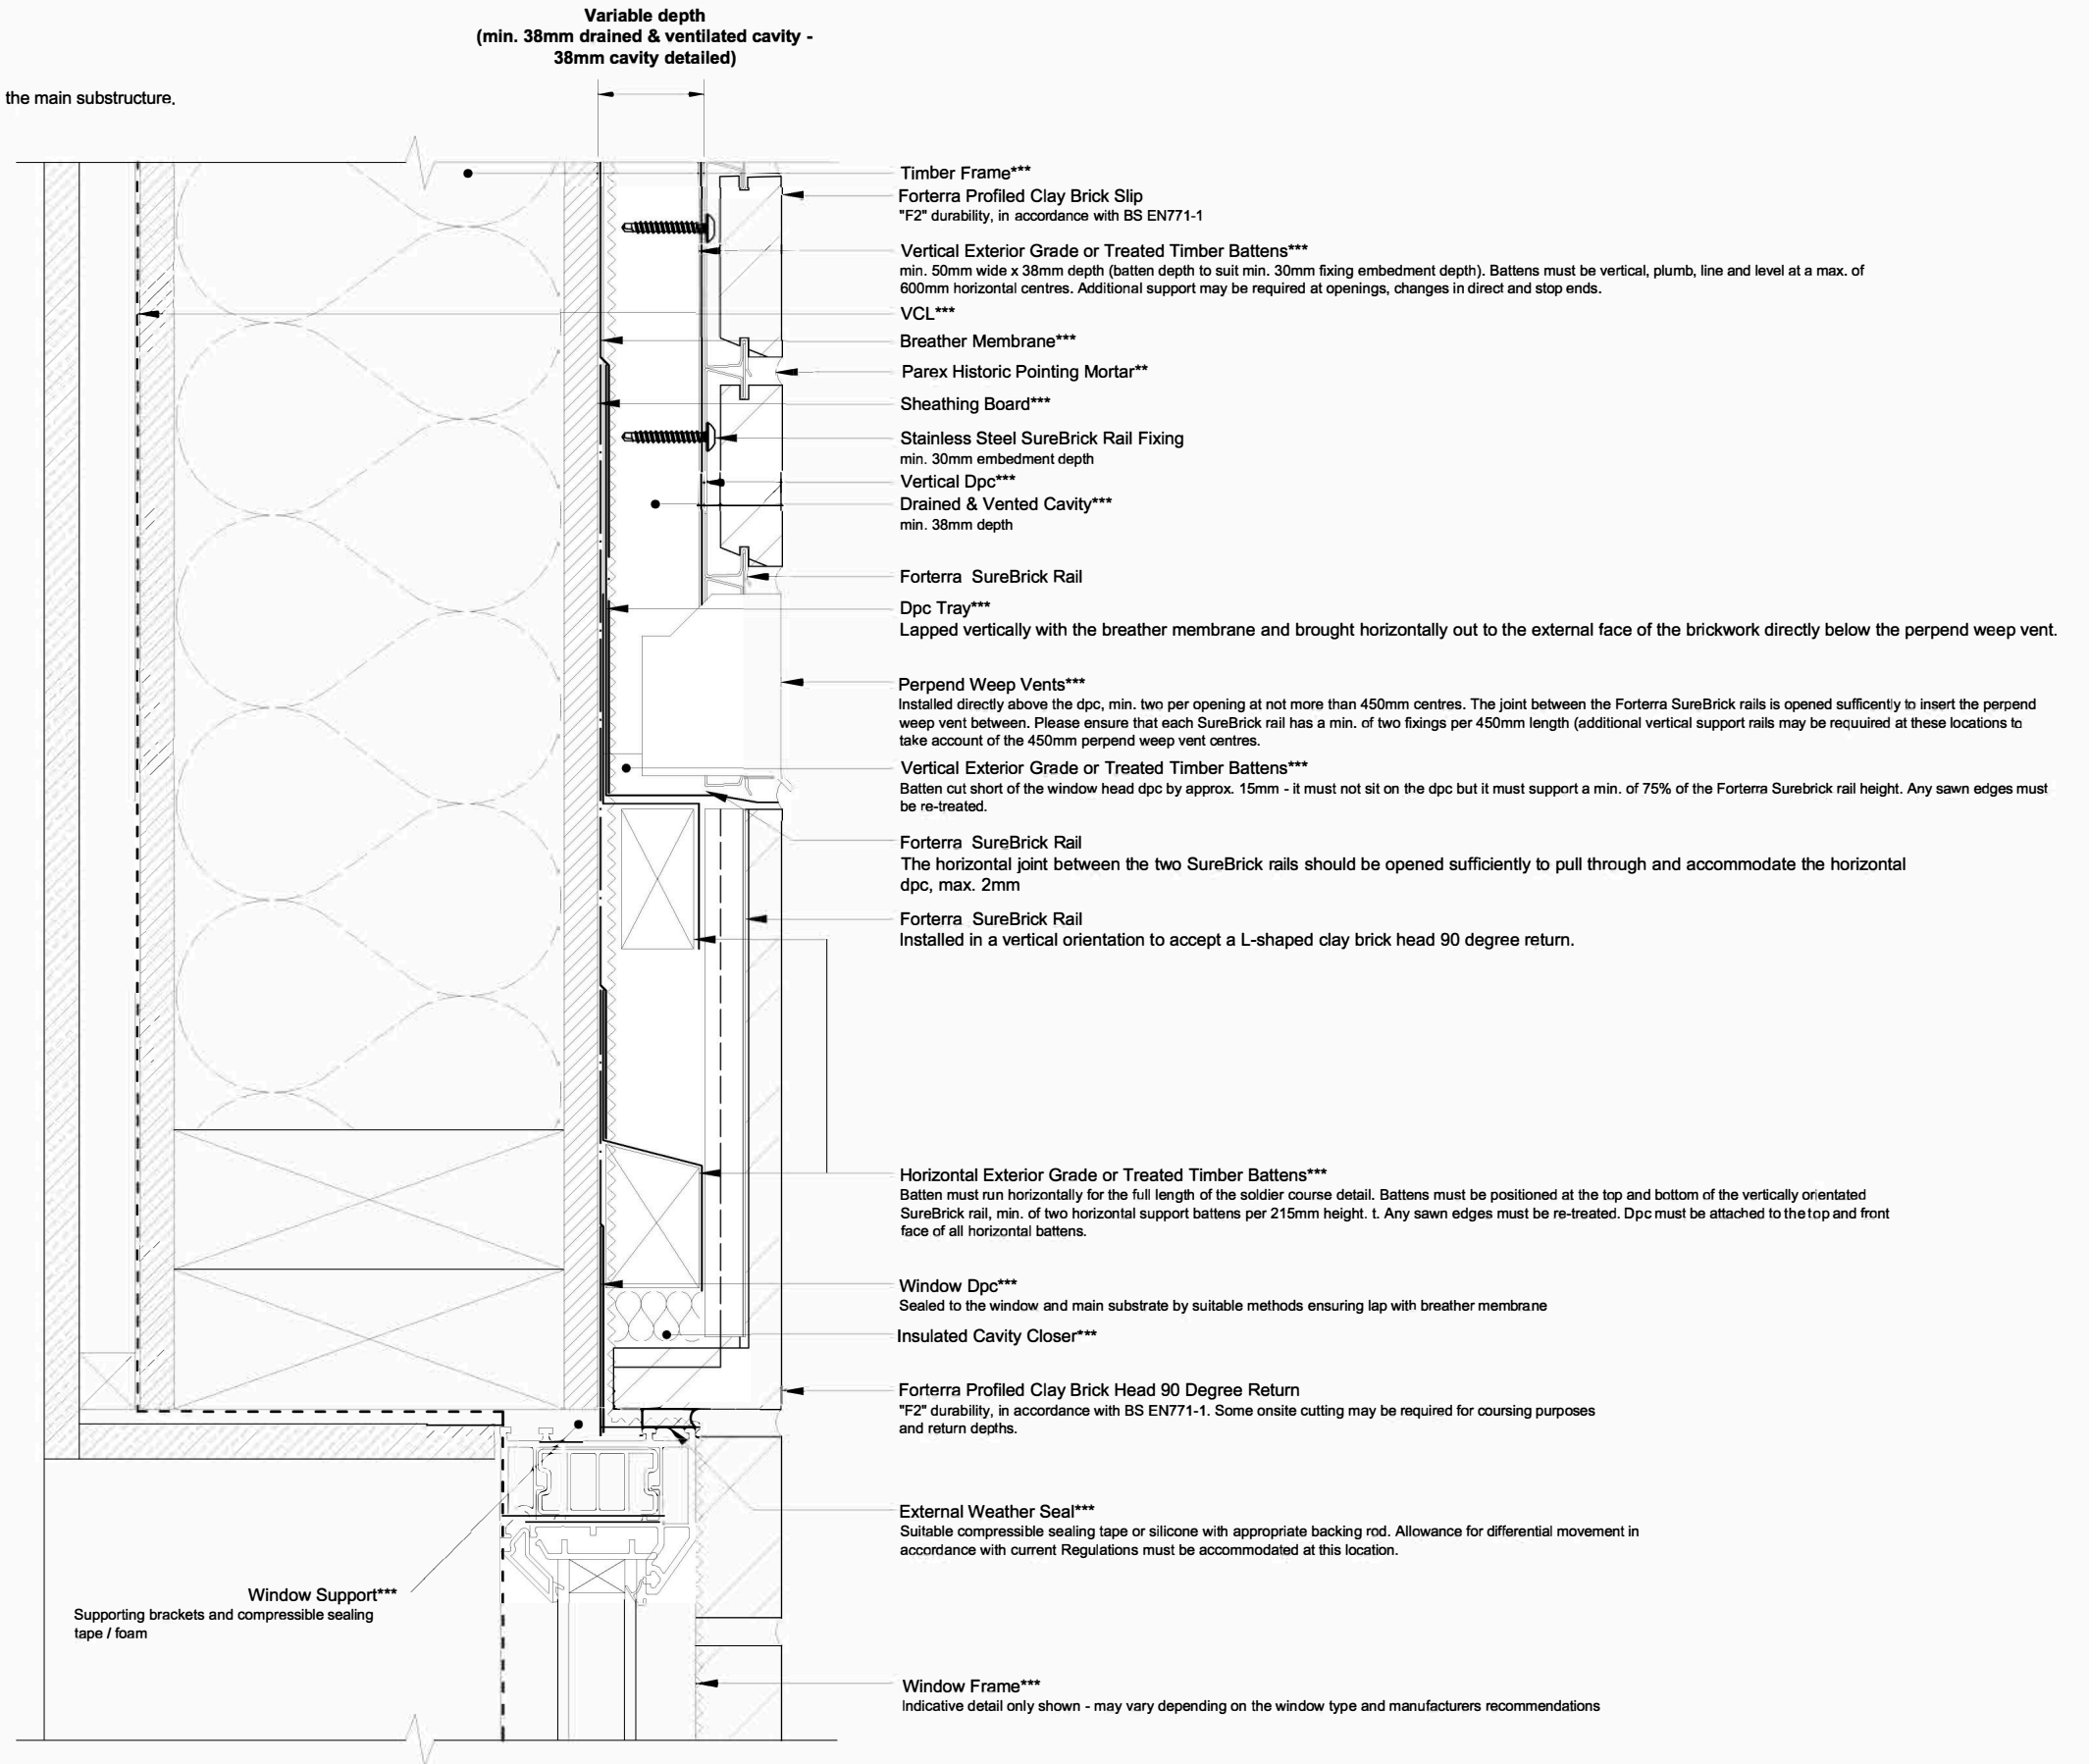 Variable depth
(min. 38mm drained & ventilated cavity -
38mm cavity detailed)
the main substructure.
Timber Frame***
Forterra Profiled Clay Brick Slip
"F2" durability, in accordance with BS EN771-1
Vertical Exterior Grade or Treated Timber Battens***
min. 50mm wide x 38mm depth (batten depth to suit min. 30mm fixing embedment depth). Battens must be vertical, plumb, line and level at a max. of
600mm horizontal centres. Additional support may be required at openings, changes in direct and stop ends.
VCL***
Breather Membrane***
Parex Historic Pointing Mortar**
Sheathing Board***
Stainless Steel SureBrick Rail Fixing
min. 30mm embedment depth
Vertical Dpc***
Drained & Vented Cavity***
min. 38mm depth
Forterra SureBrick Rail
Dpc Tray***
Lapped vertically with the breather membrane and brought horizontally out to the external face of the brickwork directly below the perpend weep vent.
Perpend Weep Vents***
Installed directly above the dpc, min. two per opening at not more than 450mm centres. The joint between the Forterra SureBrick rails is opened sufficently to insert the perpend
weep vent between. Please ensure that each SureBrick rail has a min. of two fixings per 450mm length (additional vertical support rails may be requuired at these locations to
take account of the 450mm perpend weep vent centres.
Vertical Exterior Grade or Treated Timber Battens***
Batten cut short of the window head dpc by approx. 15mm - it must not sit on the dpc but it must support a min. of 75% of the Forterra Surebrick rail height. Any sawn edges must
be re-treated.
Forterra SureBrick Rail
The horizontal joint between the two SureBrick rails should be opened sufficiently to pull through and accommodate the horizontal
dpc, max. 2mm
Forterra SureBrick Rail
Installed in a vertical orientation to accept a L-shaped clay brick head 90 degree return.
Horizontal Exterior Grade or Treated Timber Battens***
Batten must run horizontally for the full length of the soldier course detail. Battens must be positioned at the top and bottom of the vertically orientated
SureBrick rail, min. of two horizontal support battens per 215mm height. t. Any sawn edges must be re-treated. Dpc must be attached to the top and front
face of all horizontal battens.
Window Dpc***
Sealed to the window and main substrate by suitable methods ensuring lap with breather membrane
Insulated Cavity Closer***
Forterra Profiled Clay Brick Head 90 Degree Return
"F2" durability, in accordance with BS EN771-1. Some onsite cutting may be required for coursing purposes
and return depths.
External Weather Seal***
Suitable compressible sealing tape or silicone with appropriate backing rod. Allowance for differential movement in
accordance with current Regulations must be accommodated at this location.
Window Support***
Supporting brackets and compressible sealing
tape / foam
Window Frame***
Indicative detail only shown - may vary depending on the window type and manufacturers recommendations